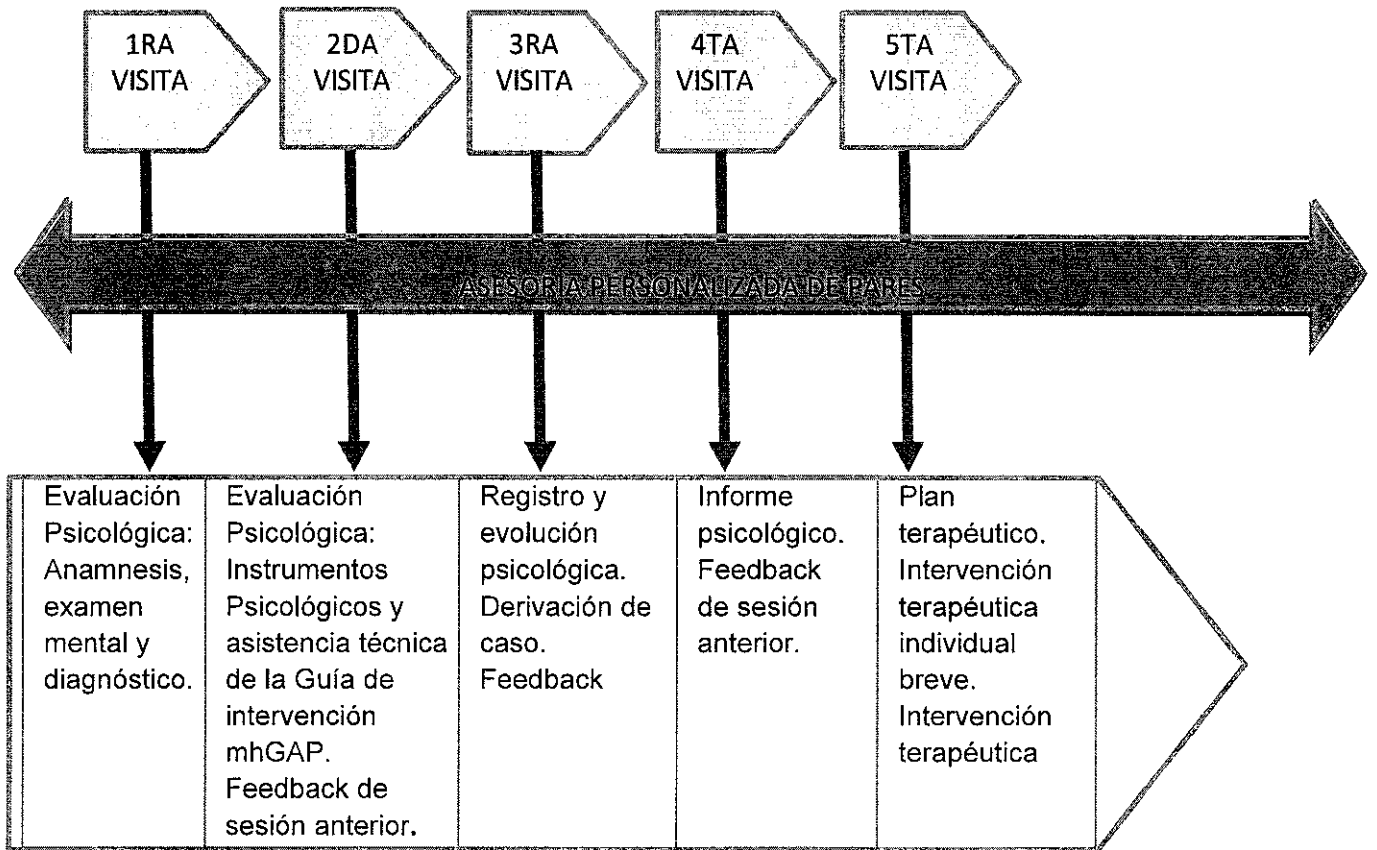 1RA
VISITA
2DA
VISITA
3RA
VISITA
4TA
VISITA
5TA
VISITA
ASESORÍA PERSONALIZADA DE PARES
Evaluación
Psicológica:
Anamnesis,
examen
mental y
diagnóstico.
Evaluación
Psicológica:
Instrumentos
Psicológicos y
asistencia técnica
de la Guía de
intervención
mhGAP.
Feedback de
sesión anterior.
Registro y
evolución
psicológica.
Derivación de
caso.
Feedback
Informe
psicológico.
Feedback
de sesión
anterior.
Plan
terapéutico.
Intervención
terapéutica
individual
breve.
Intervención
terapéutica